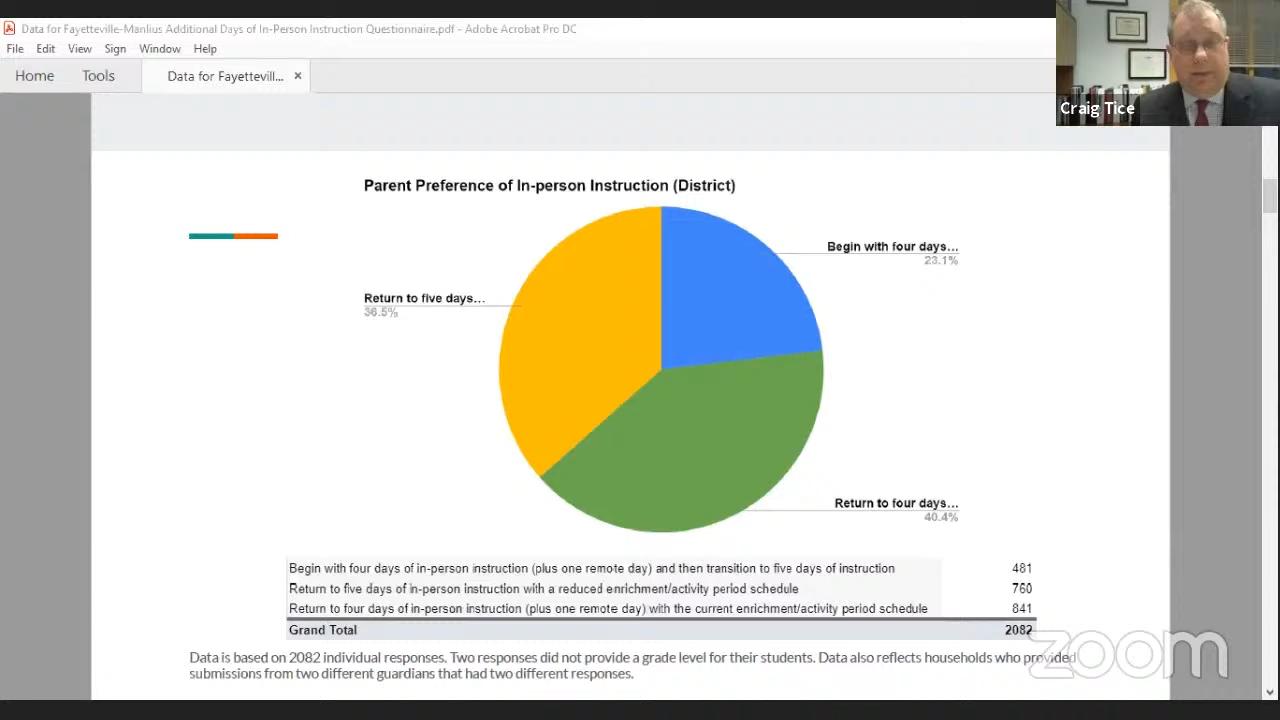 Data for Fayetteville-Manlius Additional Days of In-Person Instruction Questionnaire.pdf - Adobe Acrobat Pro DC
File Edit View Sign Window Help
Home Tools Data for Fayettevill... ×
Craig Tice
Parent Preference of In-person Instruction (District)
Begin with four days...
23.1%
Return to five days...
36.5%
Return to four days...
40.4%
Begin with four days of in-person instruction (plus one remote day) and then transition to five days of instruction 481
Return to five days of in-person instruction with a reduced enrichment/activity period schedule 760
Return to four days of in-person instruction (plus one remote day) with the current enrichment/activity period schedule 841
Grand Total 2082
Data is based on 2082 individual responses. Two responses did not provide a grade level for their students. Data also reflects households who provided
submissions from two different guardians that had two different responses.
zoom